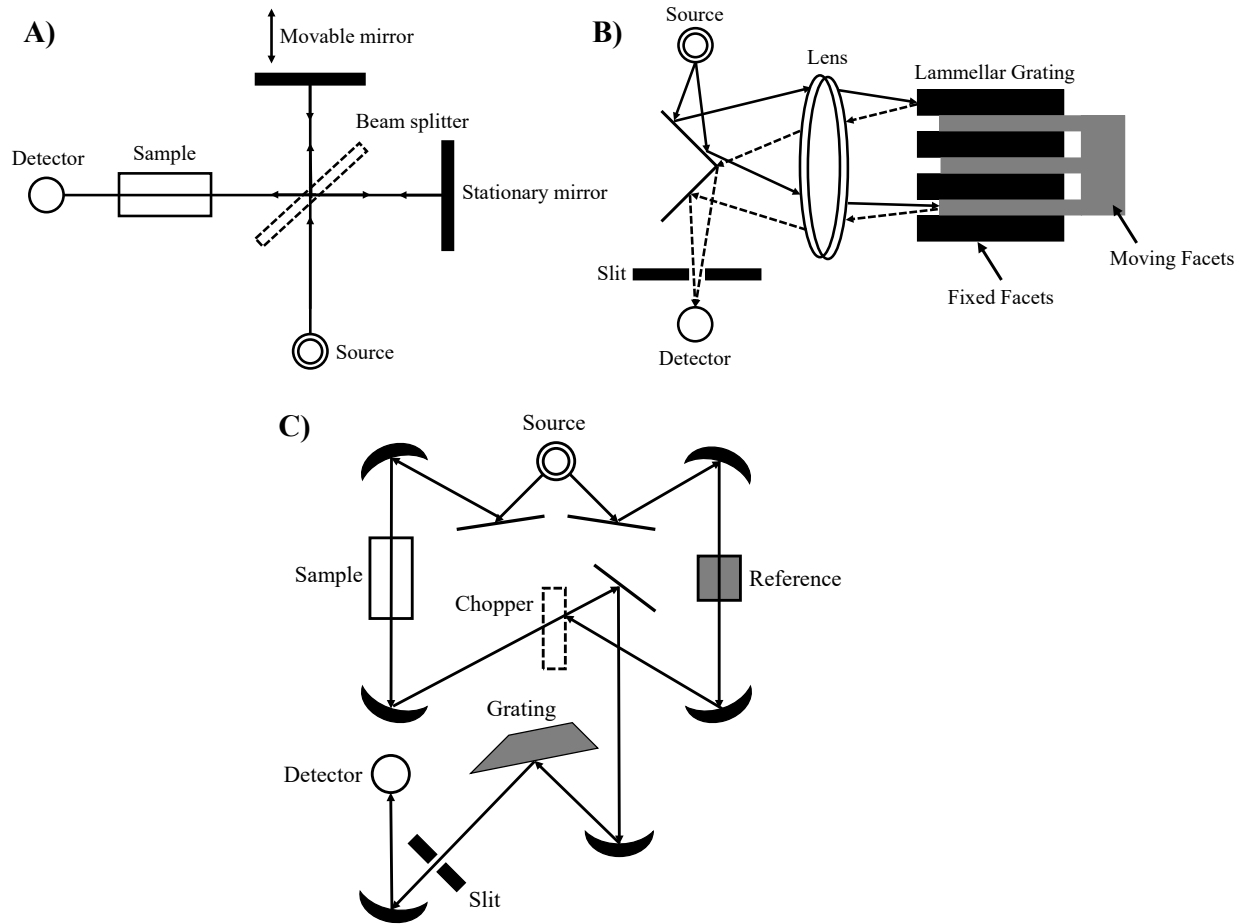 A)
Movable mirror
Beam splitter
Detector
Sample
Stationary mirror
Source
B)
Source
Lens
Lammellar Grating
Slit
Moving Facets
Fixed Facets
Detector
C)
Source
Sample
Reference
Chopper
Grating
Detector
Slit